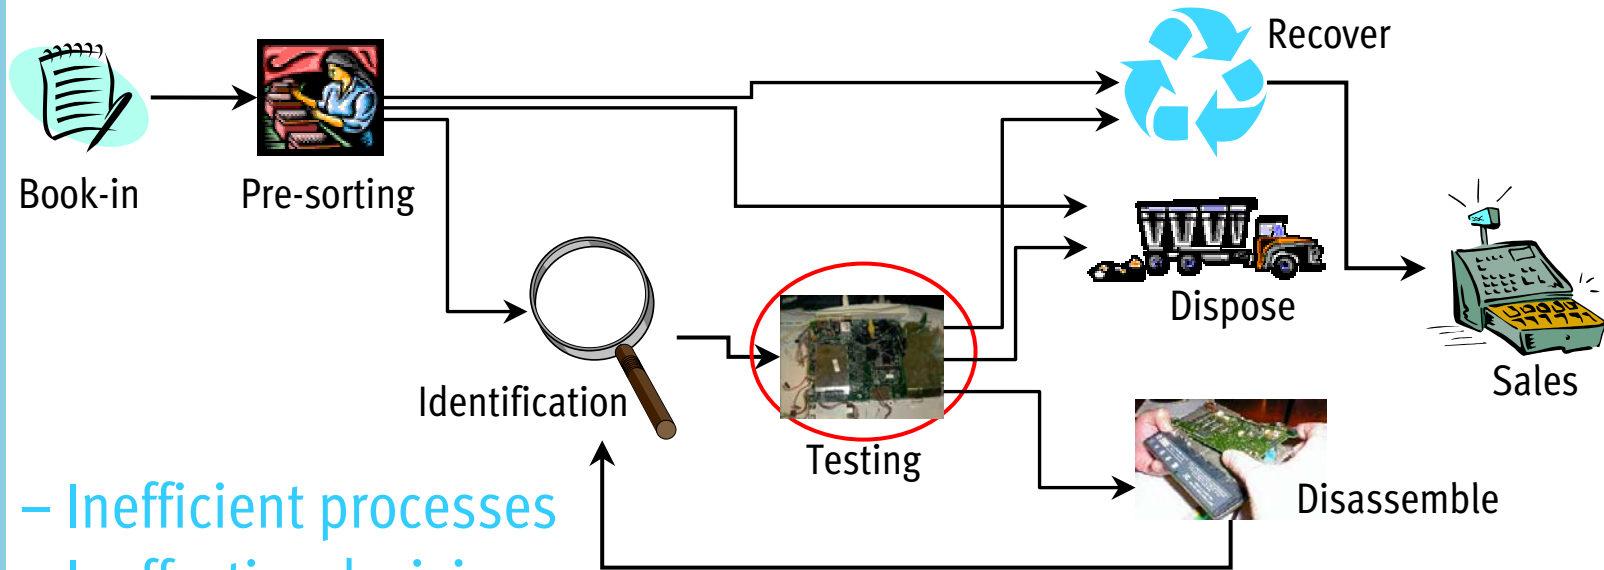 Recover
Book-in
Pre-sorting
Dispose
Identification
Sales
Testing
Disassemble
– Inefficient processes